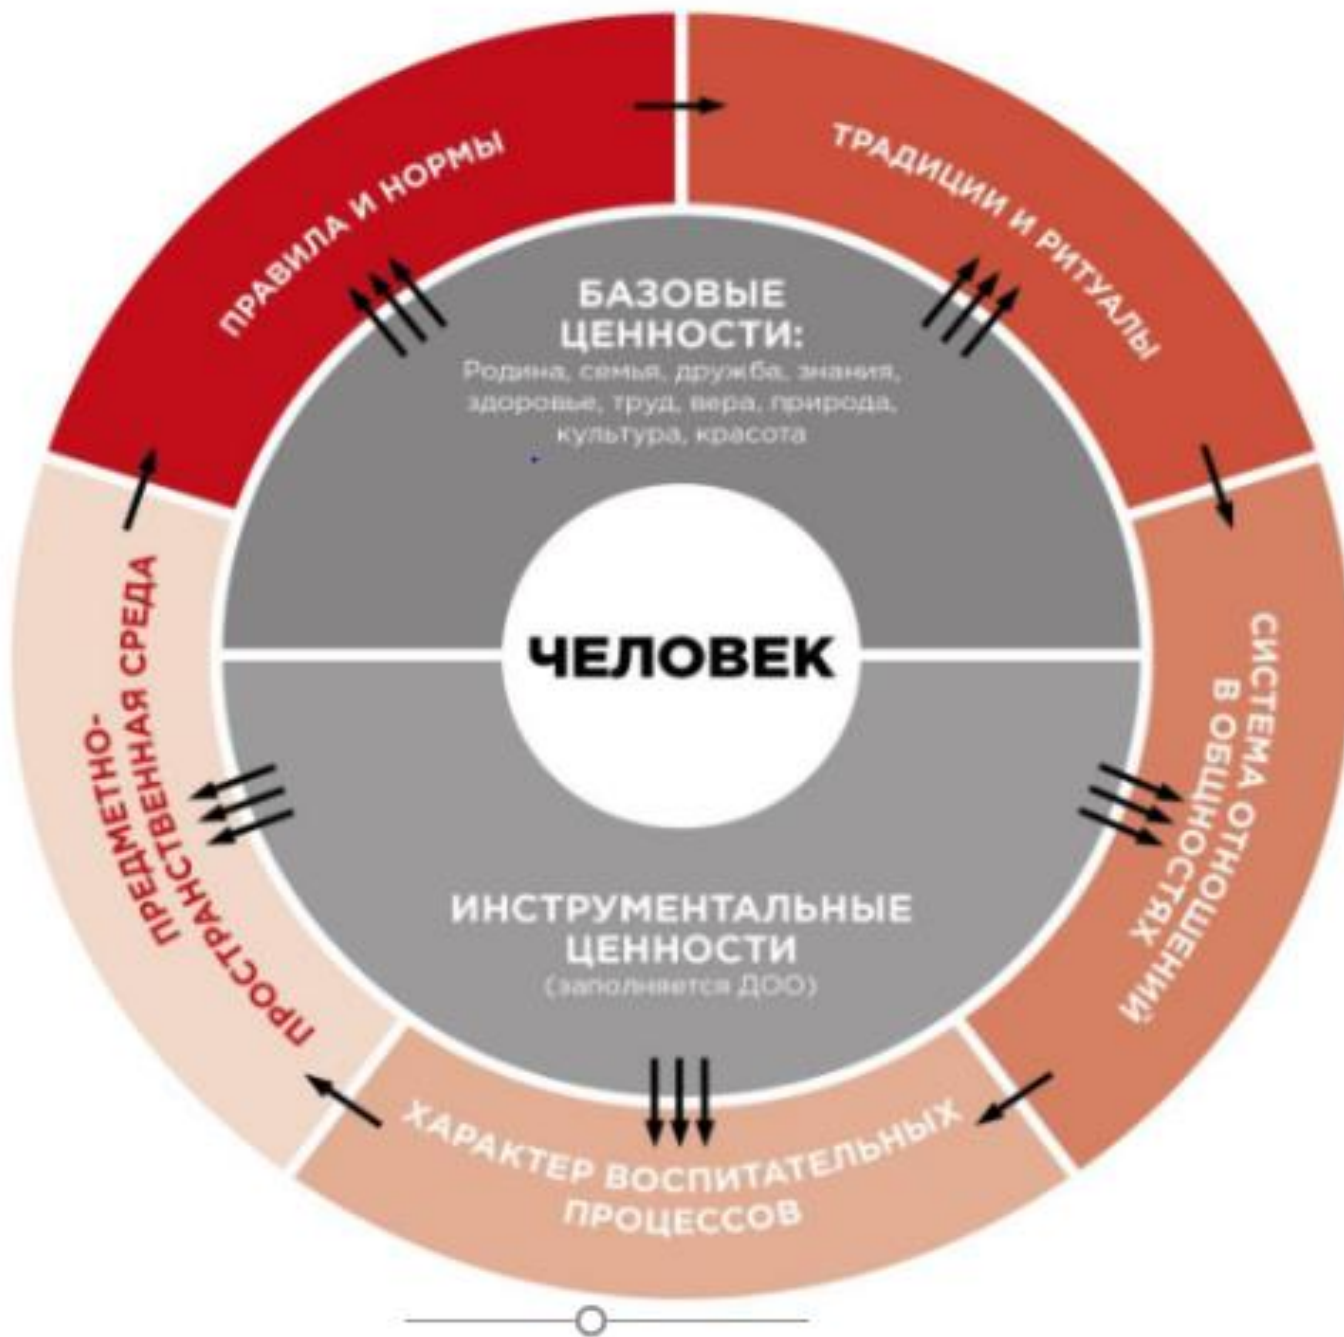 ПРАВИЛА И НОРМЫ
ТРАДИЦИИ И РИТУАЛЫ
БАЗОВЫЕ
ЦЕННОСТИ:
Родина, семья, дружба, знания,
здоровье, труд, вера, природа,
культура, красота
ЧЕЛОВЕК
ПРЕДМЕТНО-
ПРОСТРАНСТВЕННАЯ СРЕДА
СИСТЕМА ОТНОШЕНИЙ
В ОБЩНОСТЯХ
ИНСТРУМЕНТАЛЬНЫЕ
ЦЕННОСТИ
(заполняется ДОО)
ХАРАКТЕР ВОСПИТАТЕЛЬНЫХ
ПРОЦЕССОВ